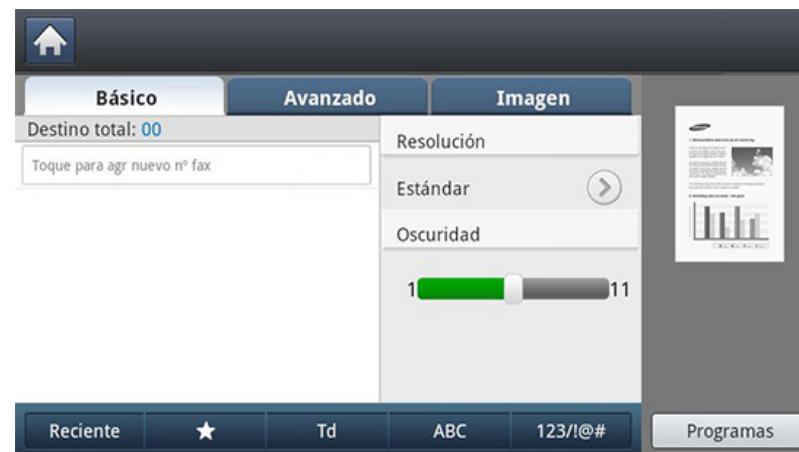 Básico
Avanzado
Imagen
Destino total: 00
Toque para agr nuevo nº fax
Resolución
Estándar
Oscuridad
1
11
Reciente
★
Td
ABC
123/!@#
Programas